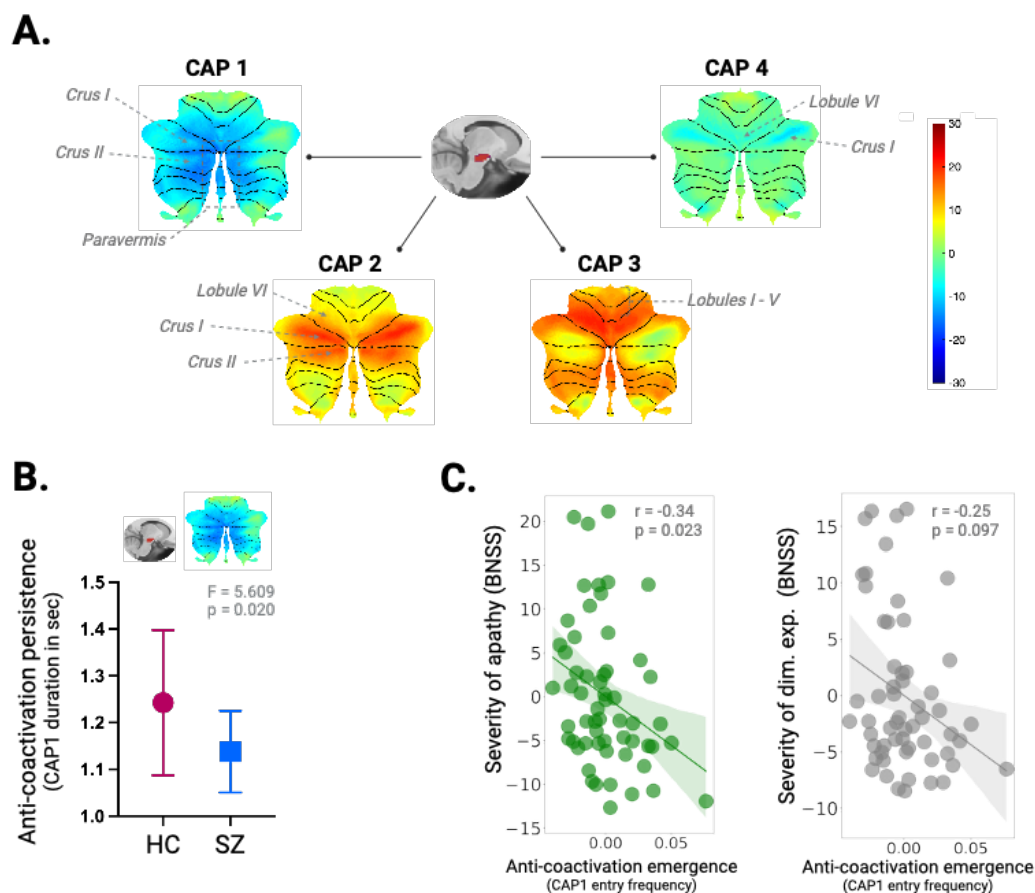 A.
CAP 1
CAP 4
Crus I
Crus II
Paravermis
Lobule VI
Crus I
CAP 2
CAP 3
Lobule VI
Crus I
Crus II
Lobules I - V
30
20
10
0
-10
-20
-30
B.
F = 5.609
p = 0.020
Anti-coactivation persistence
(CAP1 duration in sec)
1.5
1.4
1.3
1.2
1.1
1.0
HC
SZ
C.
r = -0.34
p = 0.023
Severity of apathy (BNSS)
20
15
10
5
0
−5
−10
−15
0.00
0.05
Anti-coactivation emergence
(CAP1 entry frequency)
r = -0.25
p = 0.097
Severity of dim. exp. (BNSS)
15
10
5
0
−5
−10
0.00
0.05
Anti-coactivation emergence
(CAP1 entry frequency)